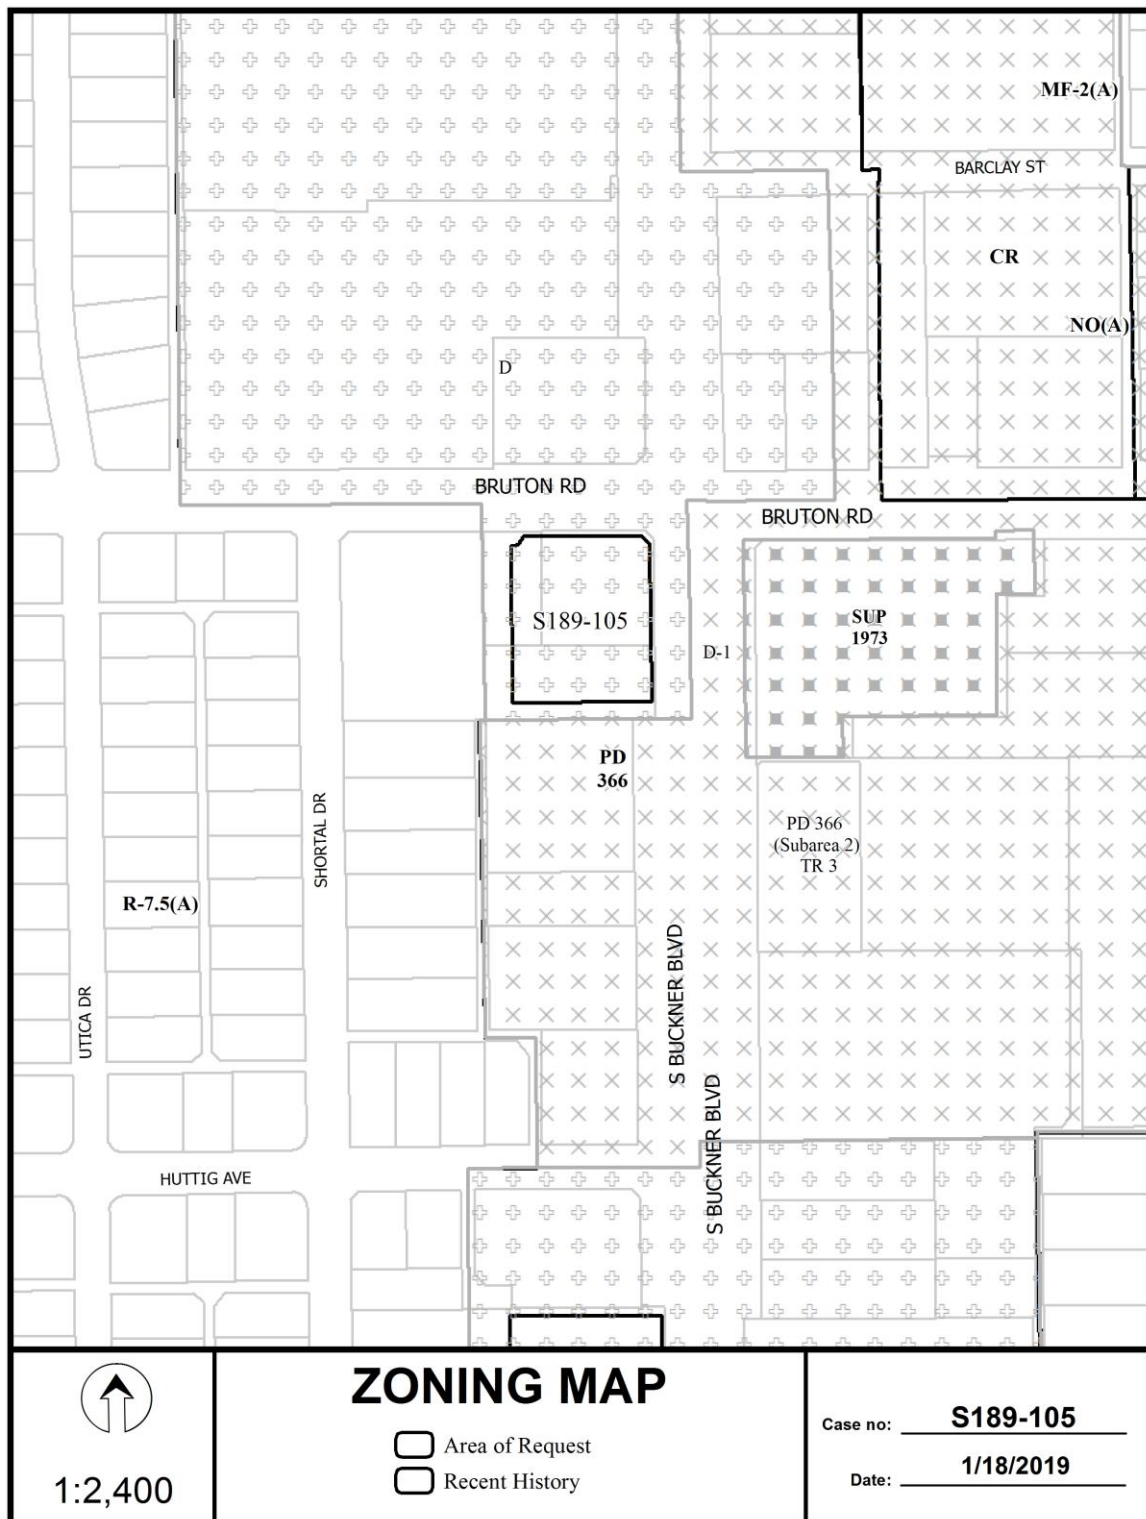 MF-2(A)
BARCLAY ST
CR
NO(A)
D
BRUTON RD
BRUTON RD
S189-105
SUP
1973
D-1
PD
366
PD 366
(Subarea 2)
TR 3
SHORTAL DR
R-7.5(A)
S BUCKNER BLVD
UTICA DR
S BUCKNER BLVD
HUTTIG AVE
1:2,400
ZONING MAP
Area of Request
Recent History
Case no: S189-105
Date: 1/18/2019